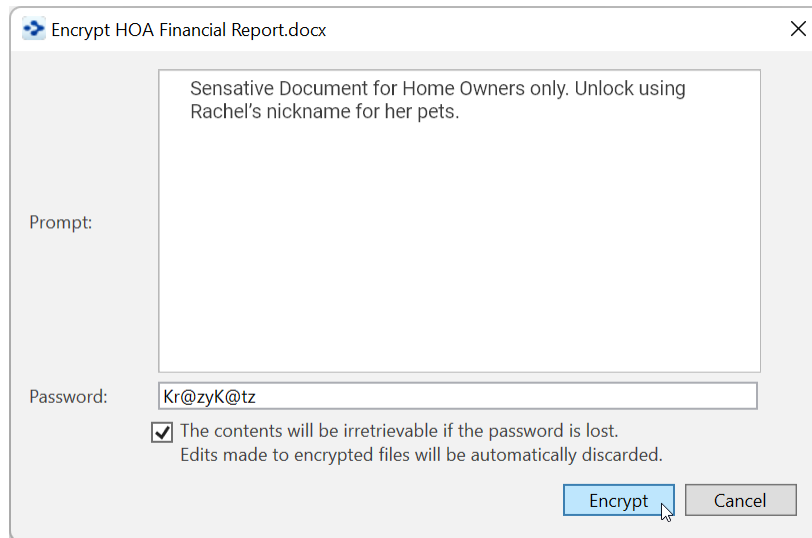 Encrypt HOA Financial Report.docx
Sensative Document for Home Owners only. Unlock using
Rachel’s nickname for her pets.
Prompt:
Password:
Kr@zyK@tz
The contents will be irretrievable if the password is lost.
Edits made to encrypted files will be automatically discarded.
Encrypt
Cancel